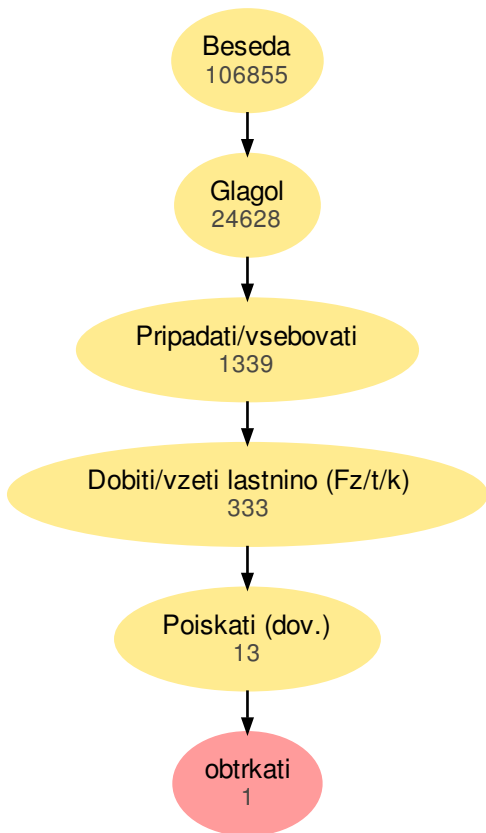 Beseda
106855
Glagol
24628
Pripadati/vsebovati
1339
Dobiti/vzeti lastnino (Fz/t/k)
333
Poiskati (dov.)
13
obtrkati
1